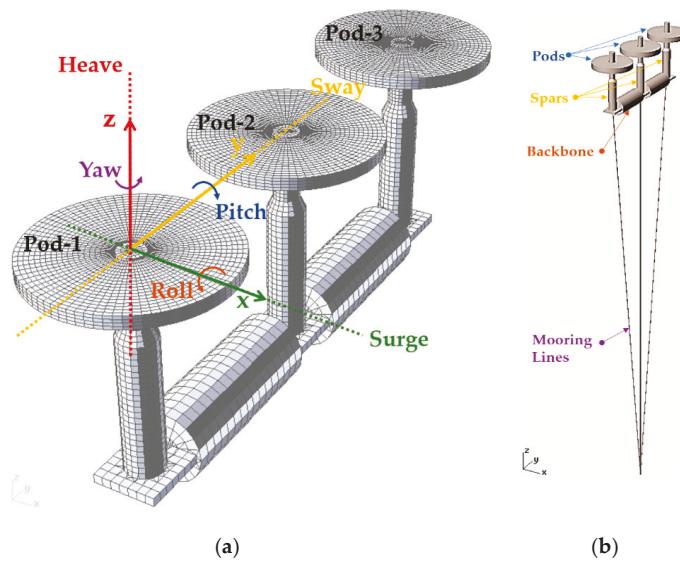 Pod-3
Heave
Sway
Pod-2
z
y
Yaw
Pitch
Pod-1
Roll
x
Surge
z
y
x
(a)
Pods
Spars
Backbone
Mooring
Lines
z
y
x
(b)